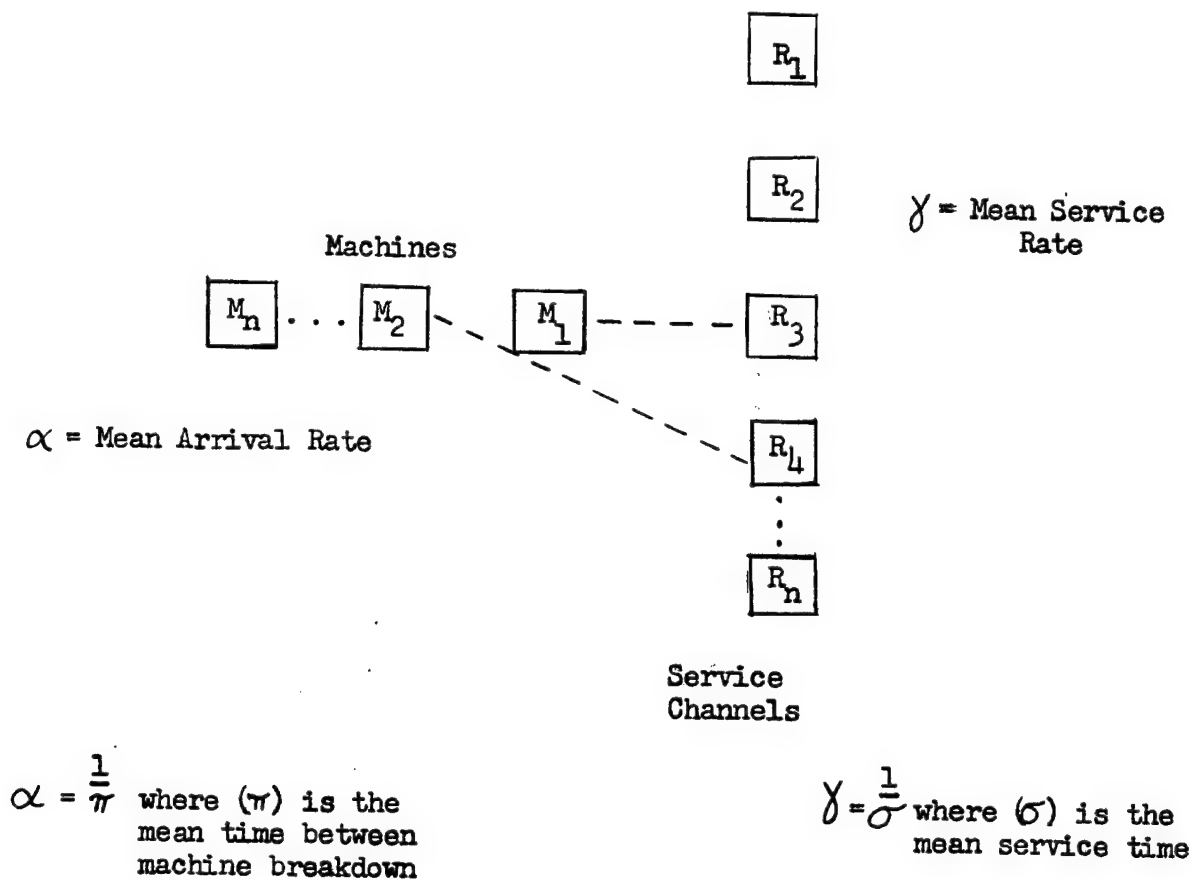 R1
R2
γ = Mean Service
Rate
Machines
Mn ... M2 M1 R3
α = Mean Arrival Rate
R4
Rn
Service
Channels
α = 1/π where (π) is the
mean time between
machine breakdown
γ = 1/σ where (σ) is the
mean service time